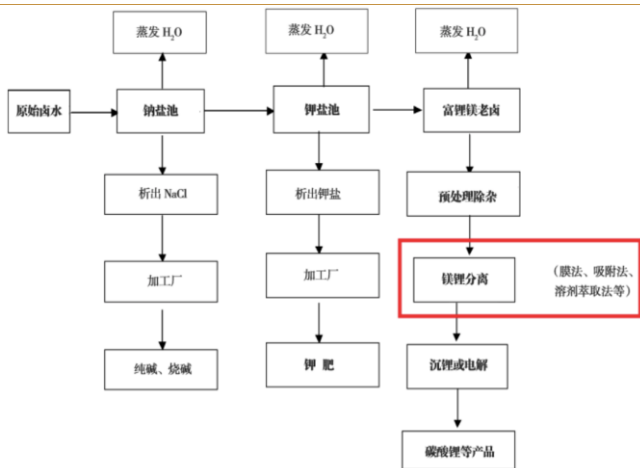 蒸发 H₂O
蒸发 H₂O
蒸发 H₂O
原始卤水
钠盐池
钾盐池
富锂镁老卤
析出 NaCl
析出钾盐
预处理除杂
加工厂
加工厂
镁锂分离
(膜法、吸附法、
溶剂萃取法等)
纯碱、烧碱
钾 肥
沉锂或电解
碳酸锂等产品